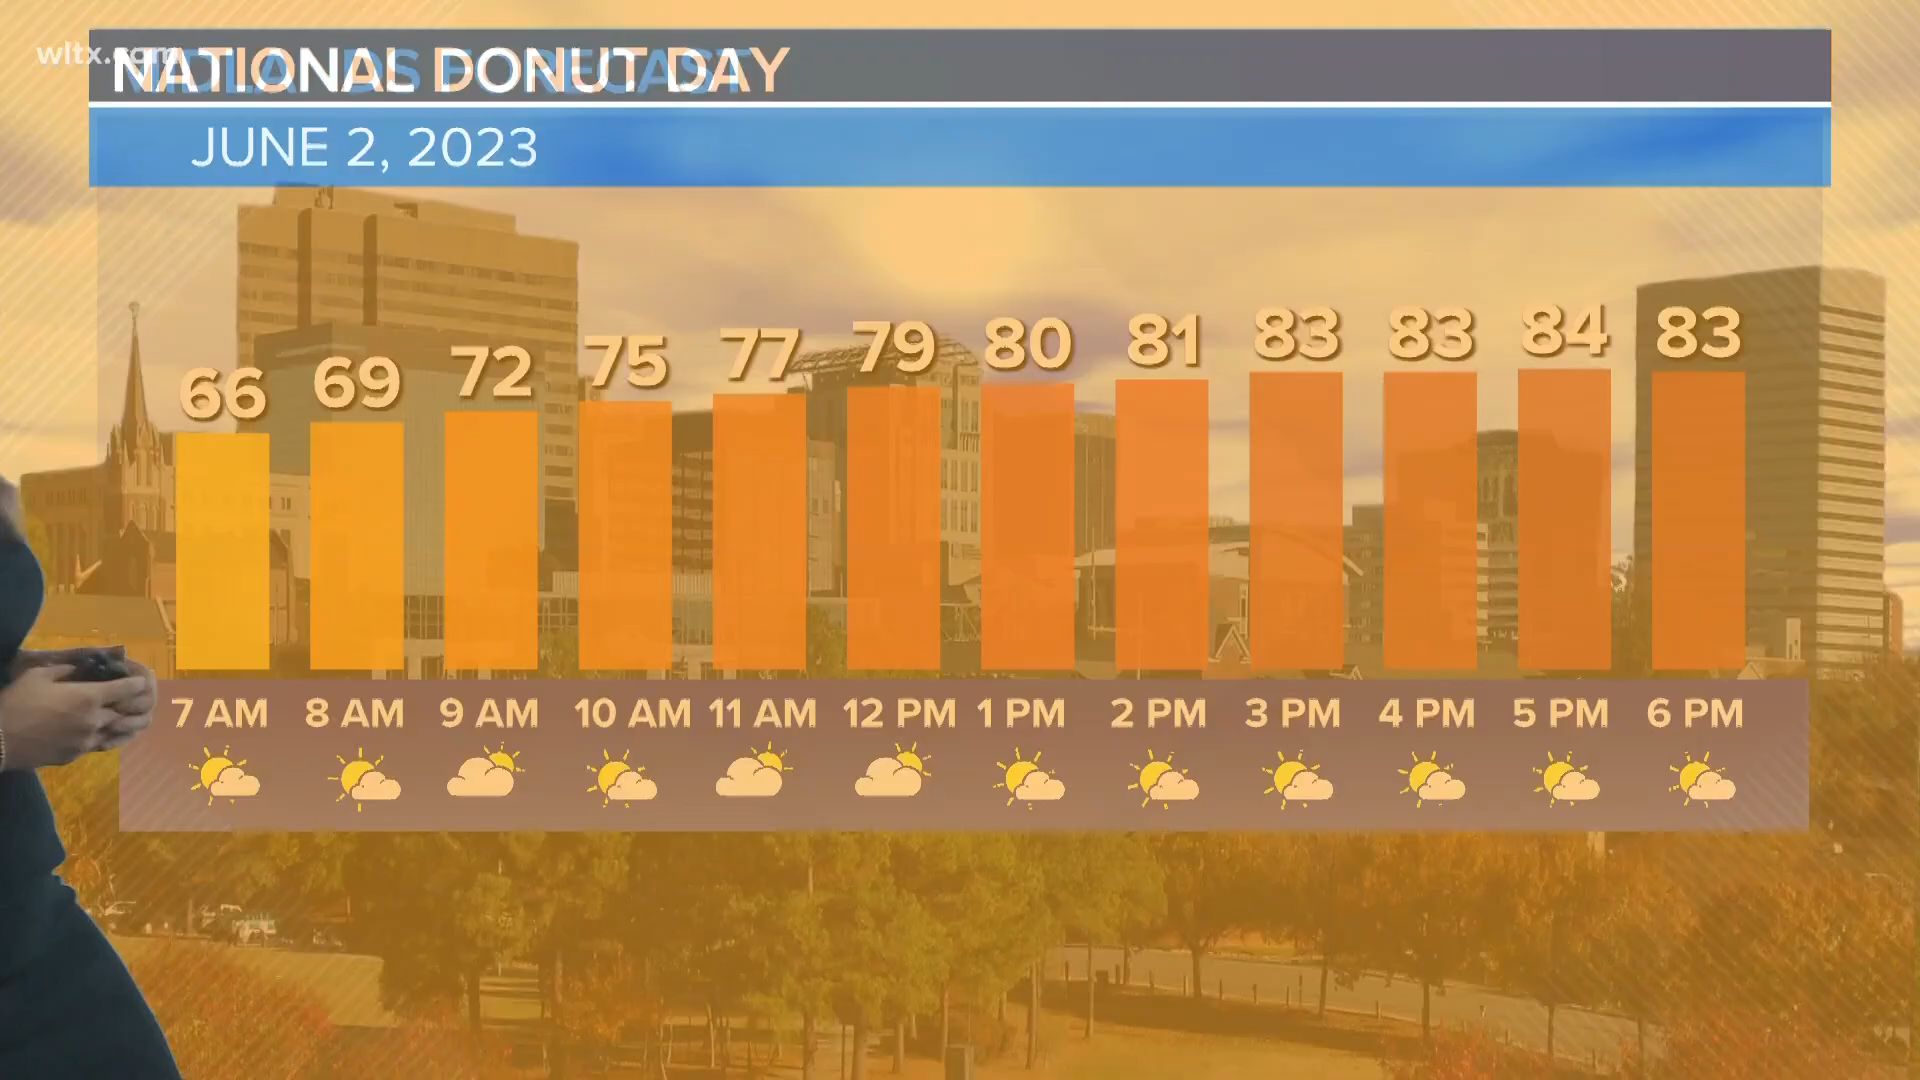 wltx.com
NATIONAL DONUT DAY
MIDLANDS FORECAST
JUNE 2, 2023
66 69 72 75 77 79 80 81 83 83 84 83
7 AM 8 AM 9 AM 10 AM 11 AM 12 PM 1 PM 2 PM 3 PM 4 PM 5 PM 6 PM